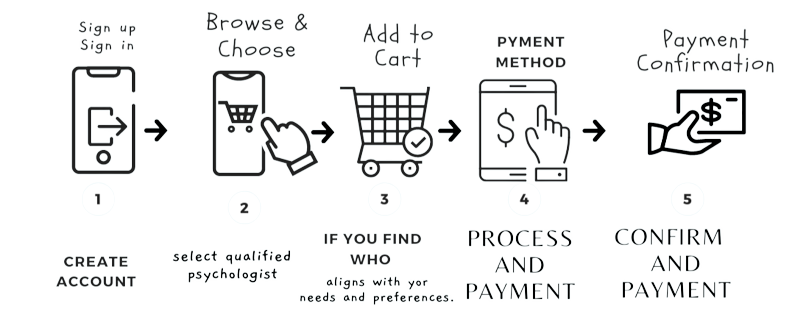 Sign up
Sign in
Browse &
Choose
Add to
Cart
PYMENT
METHOD
Payment
Confirmation
$
$
1
2
3
4
5
CREATE
ACCOUNT
select qualified
psychologist
IF YOU FIND
WHO
aligns with yor
needs and preferences.
PROCESS
AND
PAYMENT
CONFIRM
AND
PAYMENT